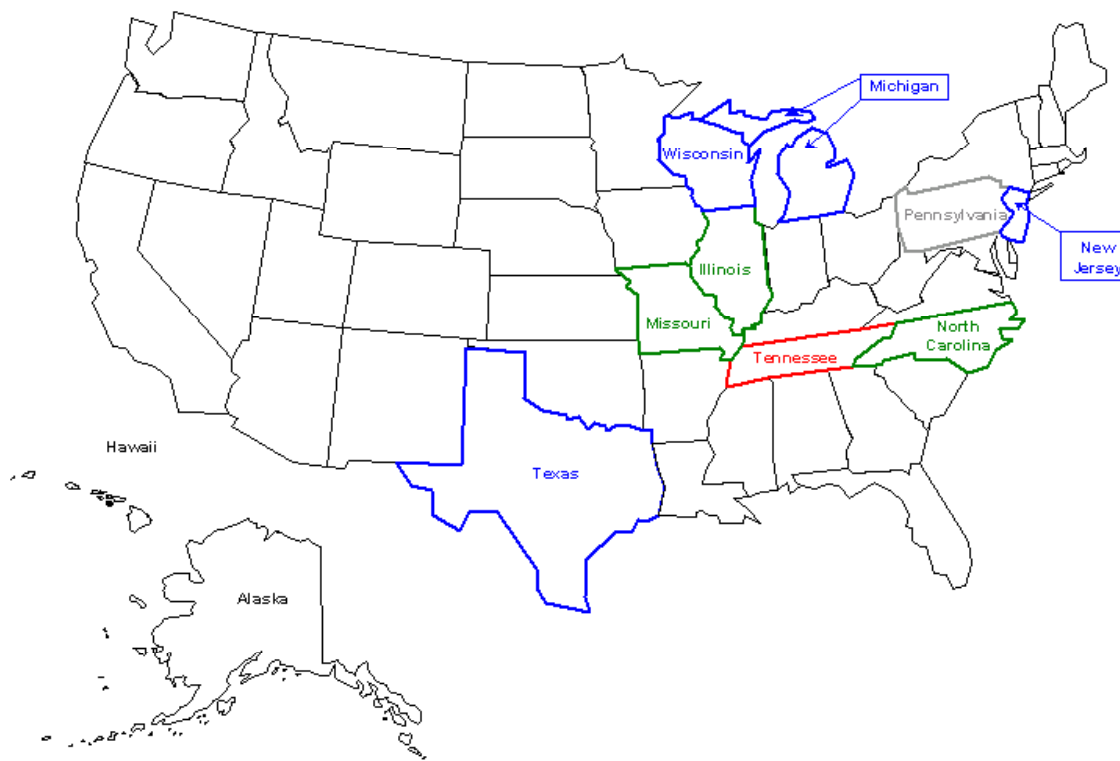 Michigan
Wisconsin
Pennsylvania
New
Jersey
Illinois
Missouri
North
Carolina
Tennessee
Hawaii
Texas
Alaska